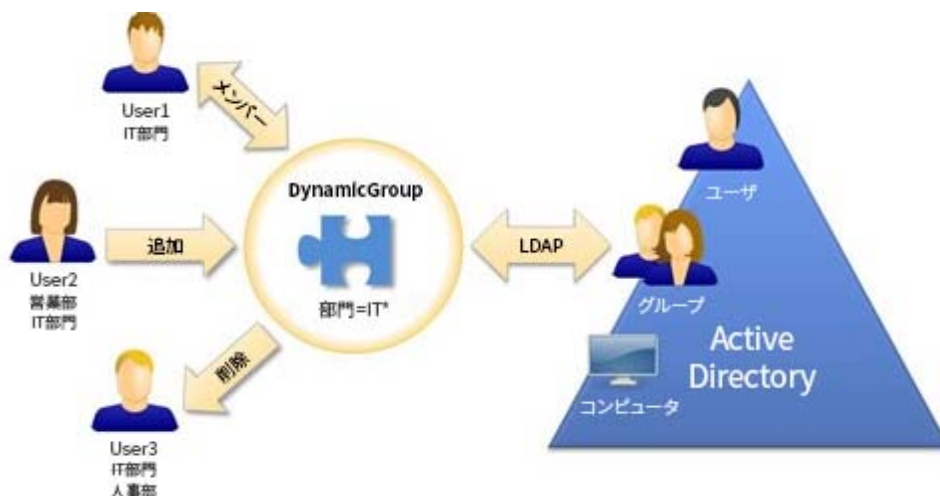 User1
IT部門
メンバー
DynamicGroup
部門=IT*
追加
User2
営業部
IT部門
削除
User3
IT部門
人事部
LDAP
ユーザ
グループ
Active
Directory
コンピュータ